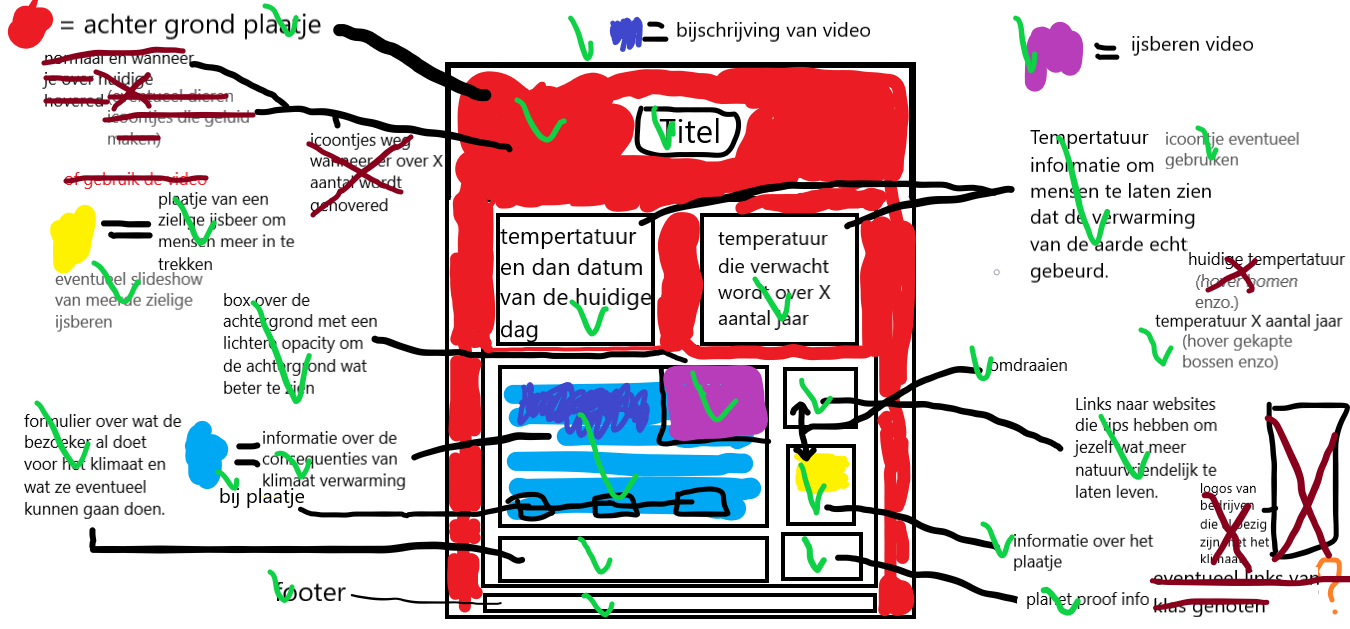 = achter grond plaatje
normaal en wanneer
je over huidige
hovered
(eventueel dieren
icoontjes die geluid
maken)
of gebruik de video
icoontjes weg
wanneer er over X
aantal wordt
gehovered
plaatje van een
zielige ijsbeer om
mensen meer in te
trekken
eventueel slideshow
van meerde zielige
ijsberen
box over de
achtergrond met een
lichtere opacity om
de achtergrond wat
beter te zien
formulier over wat de
bezoeker al doet
voor het klimaat en
wat ze eventueel
kunnen gaan doen.
informatie over de
consequenties van
klimaat verwarming
bij plaatje
footer
bijschrijving van video
Titel
tempertatuur
en dan datum
van de huidige
dag
temperatuur
die verwacht
wordt over X
aantal jaar
ijsberen video
Tempertatuur
informatie om
mensen te laten zien
dat de verwarming
van de aarde echt
gebeurd.
icoontje eventueel
gebruiken
huidige tempertatuur
(hover bomen
enzo.)
temperatuur X aantal jaar
(hover gekapte
bossen enzo)
omdraaien
Links naar websites
die tips hebben om
jezelf wat meer
natuurvriendelijk te
laten leven.
logos van
bedrijven
die al bezig
zijn met het
klimaat
informatie over het
plaatje
planet proof info
eventueel links van
klas genoten
?